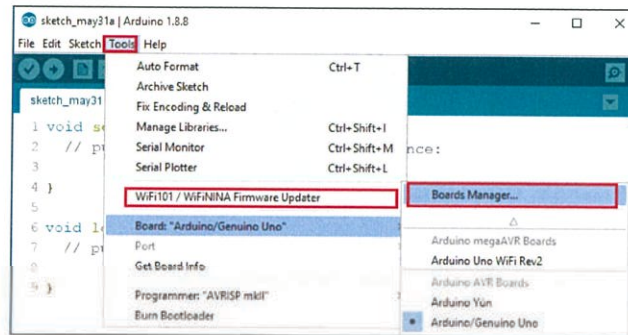 sketch_may31a | Arduino 1.8.8
File Edit Sketch Tools Help
Auto Format Ctrl+T
Archive Sketch
Fix Encoding & Reload
Manage Libraries... Ctrl+Shift+I
Serial Monitor Ctrl+Shift+M
Serial Plotter Ctrl+Shift+L
WiFi101 / WiFiNINA Firmware Updater
Board: "Arduino/Genuino Uno"
Port
Get Board Info
Programmer: "AVRISP mkII"
Burn Bootloader
Boards Manager...
Arduino megaAVR Boards
Arduino Uno WiFi Rev2
Arduino AVR Boards
Arduino Yún
Arduino/Genuino Uno
sketch_may31
1 void se
2 // pu nce:
3
4 }
5
6 void lo
7 // pu
8
9 }